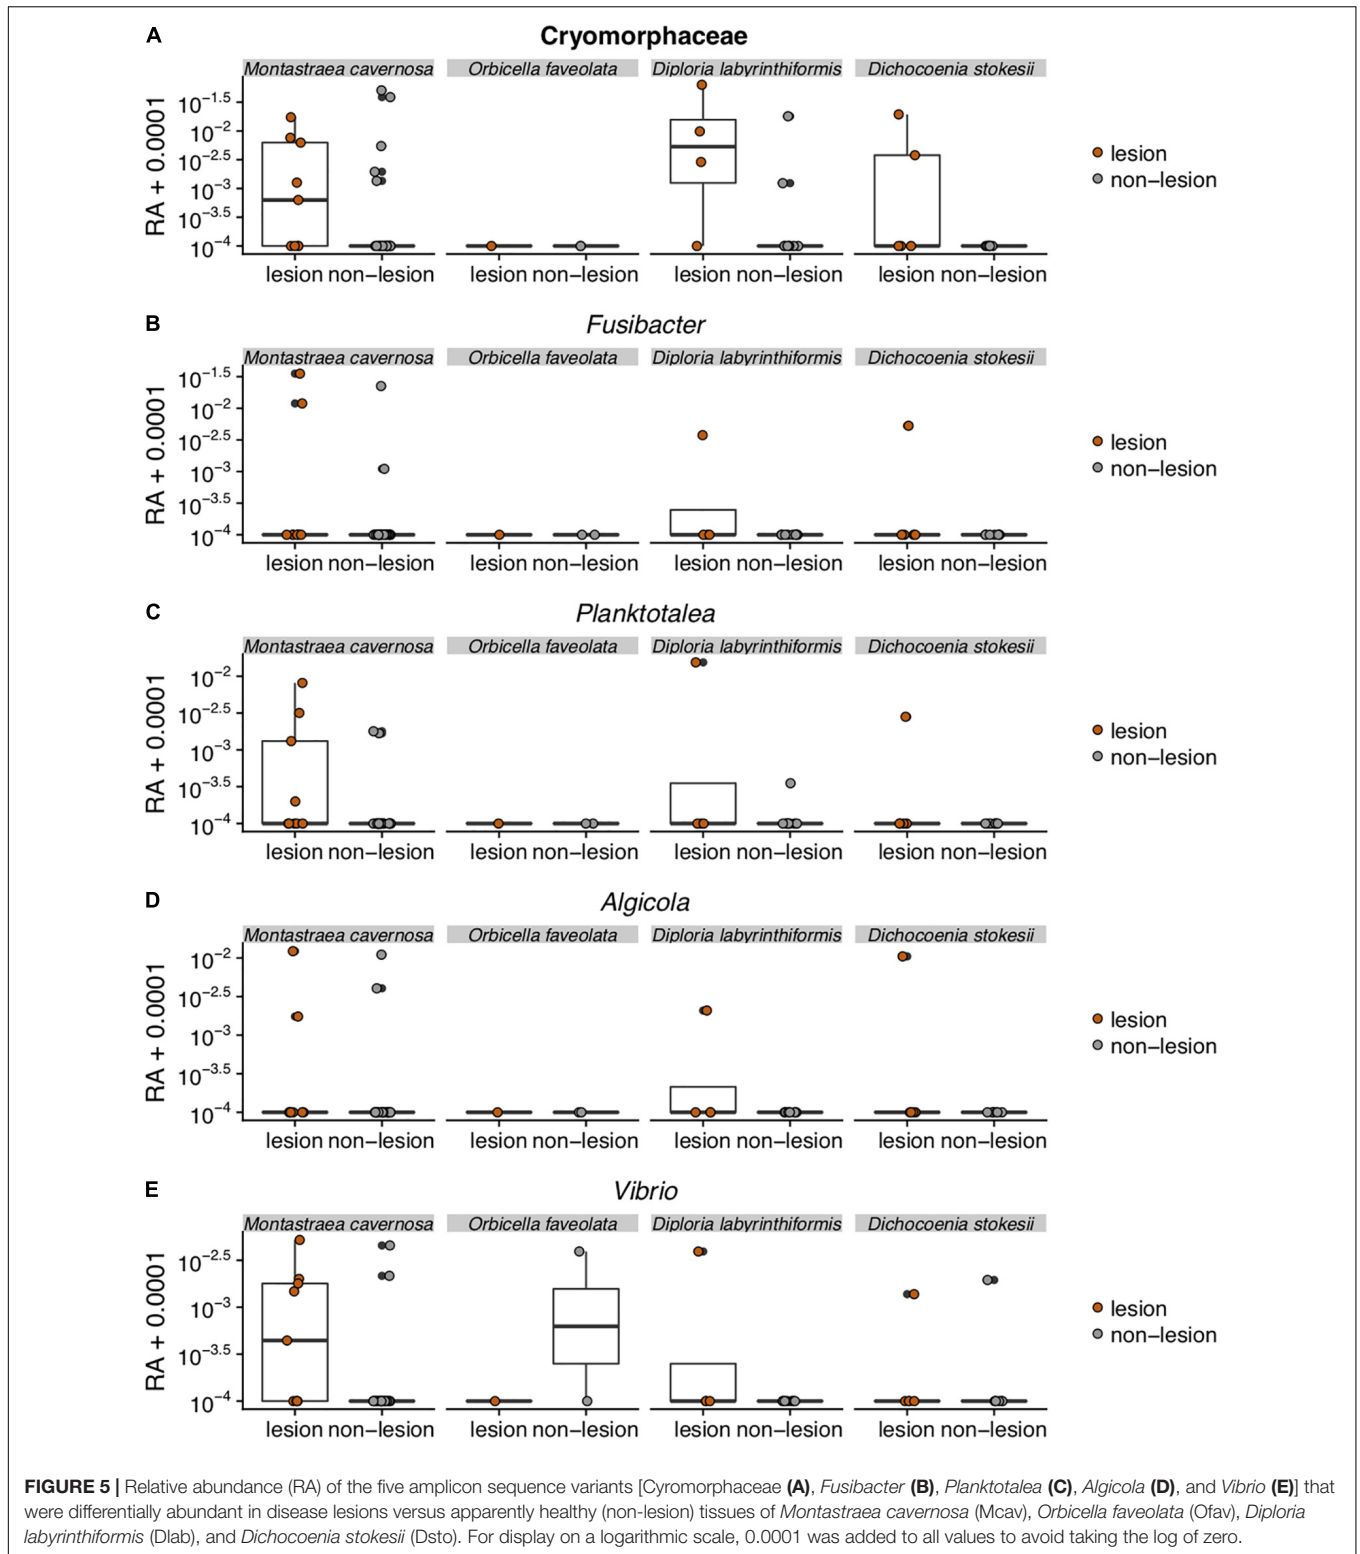 A
Cryomorphaceae
Montastraea cavernosa Orbicella faveolata Diploria labyrinthiformis Dichocoenia stokesii
RA + 0.0001
10−1.5
10−2
10−2.5
10−3
10−3.5
10−4
lesion non−lesion lesion non−lesion lesion non−lesion lesion non−lesion
lesion
non−lesion
B
Fusibacter
Montastraea cavernosa Orbicella faveolata Diploria labyrinthiformis Dichocoenia stokesii
RA + 0.0001
10−1.5
10−2
10−2.5
10−3
10−3.5
10−4
lesion non−lesion lesion non−lesion lesion non−lesion lesion non−lesion
lesion
non−lesion
C
Planktotalea
Montastraea cavernosa Orbicella faveolata Diploria labyrinthiformis Dichocoenia stokesii
RA + 0.0001
10−2
10−2.5
10−3
10−3.5
10−4
lesion non−lesion lesion non−lesion lesion non−lesion lesion non−lesion
lesion
non−lesion
D
Algicola
Montastraea cavernosa Orbicella faveolata Diploria labyrinthiformis Dichocoenia stokesii
RA + 0.0001
10−2
10−2.5
10−3
10−3.5
10−4
lesion non−lesion lesion non−lesion lesion non−lesion lesion non−lesion
lesion
non−lesion
E
Vibrio
Montastraea cavernosa Orbicella faveolata Diploria labyrinthiformis Dichocoenia stokesii
RA + 0.0001
10−2.5
10−3
10−3.5
10−4
lesion non−lesion lesion non−lesion lesion non−lesion lesion non−lesion
lesion
non−lesion
FIGURE 5 | Relative abundance (RA) of the five amplicon sequence variants [Cyromorphaceae (A), Fusibacter (B), Planktotalea (C), Algicola (D), and Vibrio (E)] that
were differentially abundant in disease lesions versus apparently healthy (non-lesion) tissues of Montastraea cavernosa (Mcav), Orbicella faveolata (Ofav), Diploria
labyrinthiformis (Dlab), and Dichocoenia stokesii (Dsto). For display on a logarithmic scale, 0.0001 was added to all values to avoid taking the log of zero.